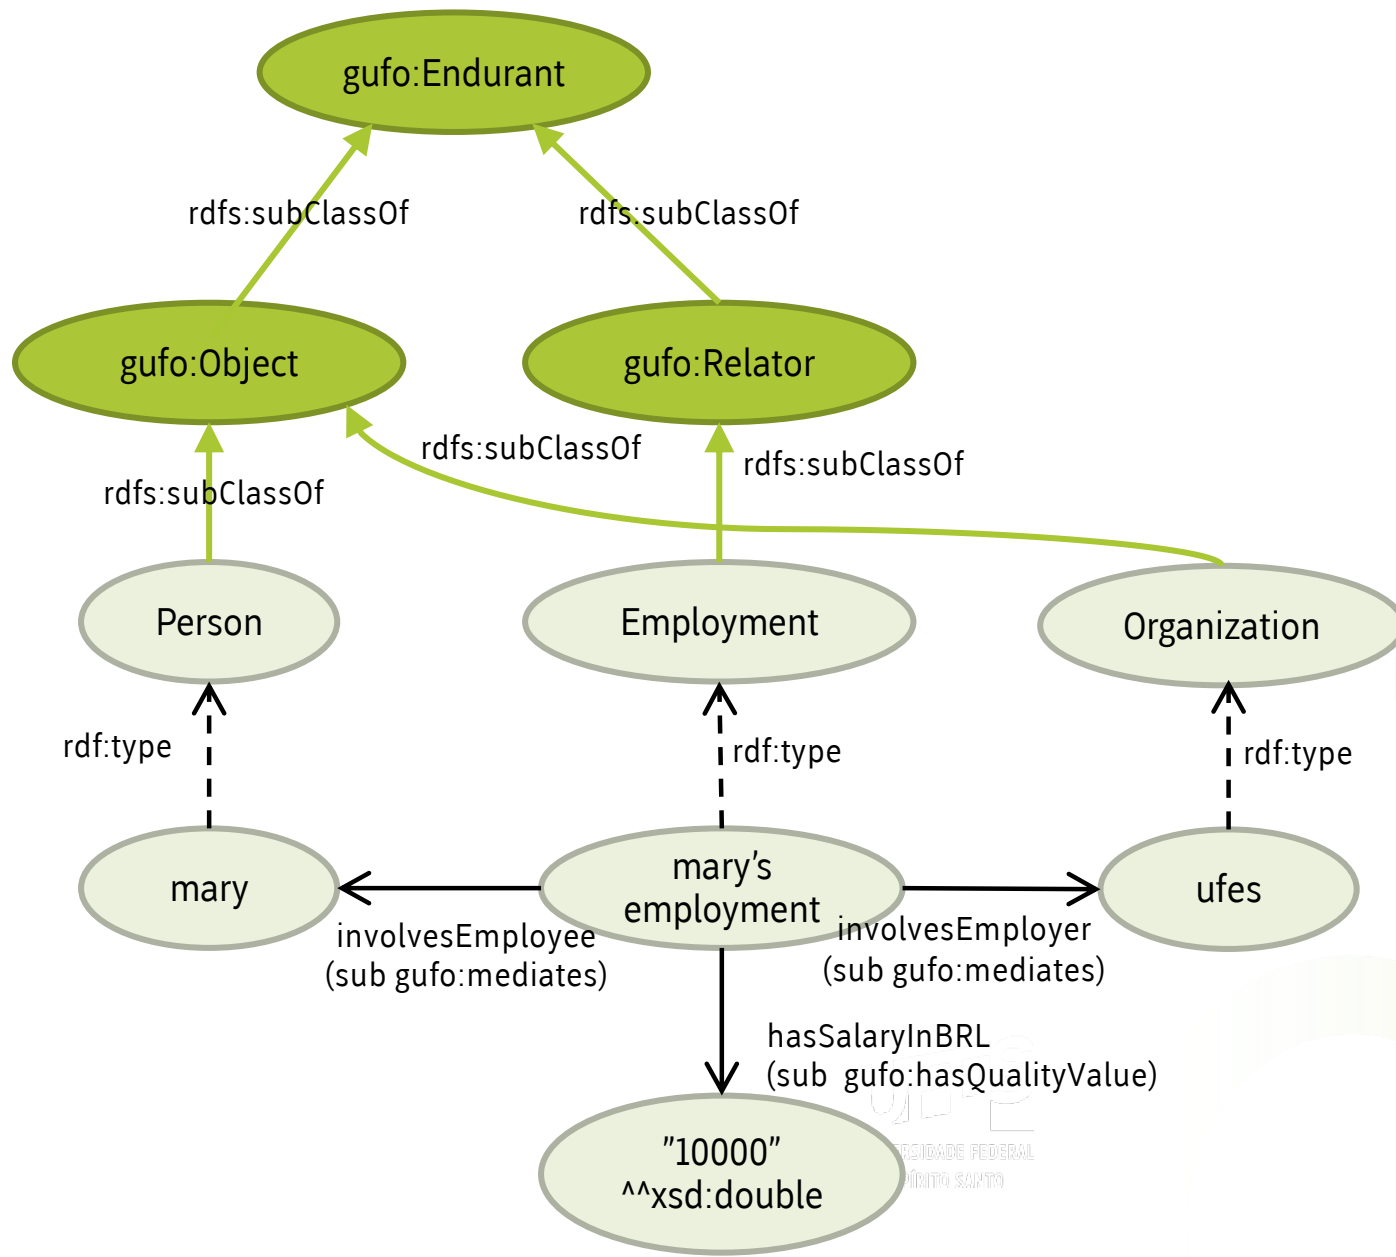 gufo:Endurant
rdfs:subClassOf
rdfs:subClassOf
gufo:Object
gufo:Relator
rdfs:subClassOf
rdfs:subClassOf
rdfs:subClassOf
Person
Employment
Organization
rdf:type
rdf:type
rdf:type
mary
mary’s
employment
ufes
involvesEmployee
(sub gufo:mediates)
involvesEmployer
(sub gufo:mediates)
hasSalaryInBRL
(sub gufo:hasQualityValue)
”10000”
^^xsd:double
FEDERAL
SANTO